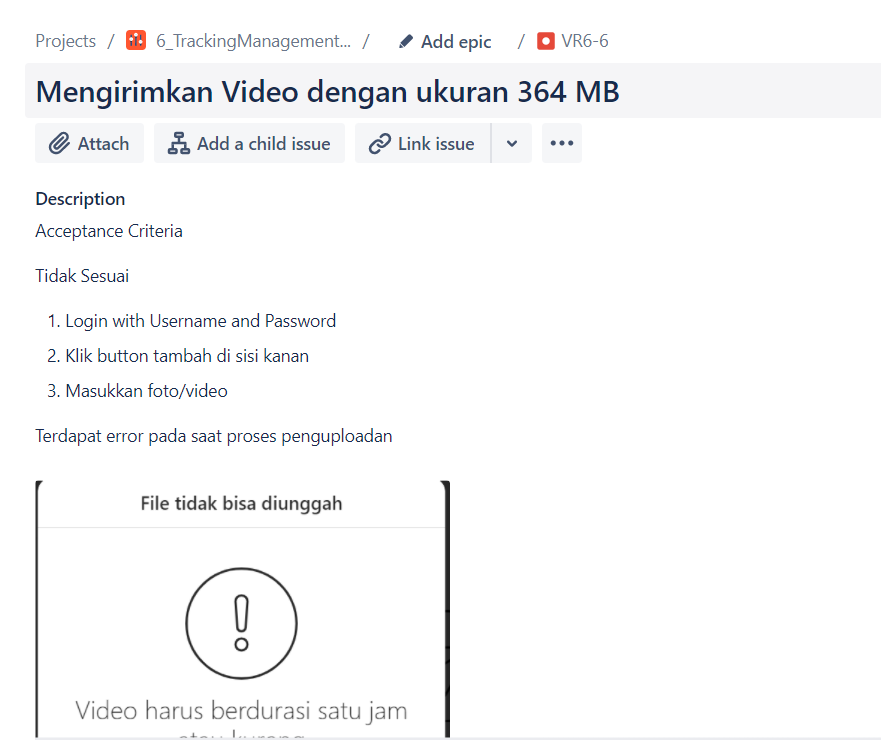 Projects / 6_TrackingManagement... / Add epic / VR6-6
Mengirimkan Video dengan ukuran 364 MB
Attach Add a child issue Link issue
Description
Acceptance Criteria
Tidak Sesuai
1. Login with Username and Password
2. Klik button tambah di sisi kanan
3. Masukkan foto/video
Terdapat error pada saat proses penguploadan
File tidak bisa diunggah
Video harus berdurasi satu jam
atau kurang